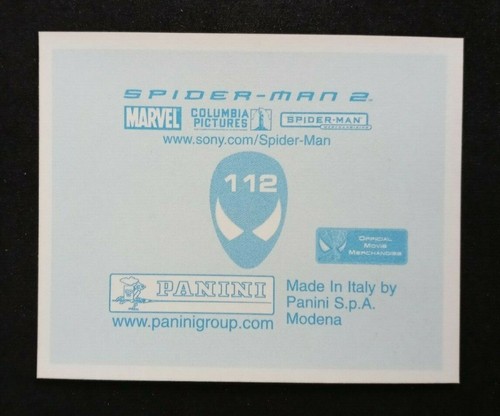 SPIDER-MAN 2™
MARVEL COLUMBIA PICTURES SPIDER-MAN
www.sony.com/Spider-Man
112
OFFICIAL
MOVIE
MERCHANDISE
PANINI
www.paninigroup.com
Made In Italy by
Panini S.p.A.
Modena